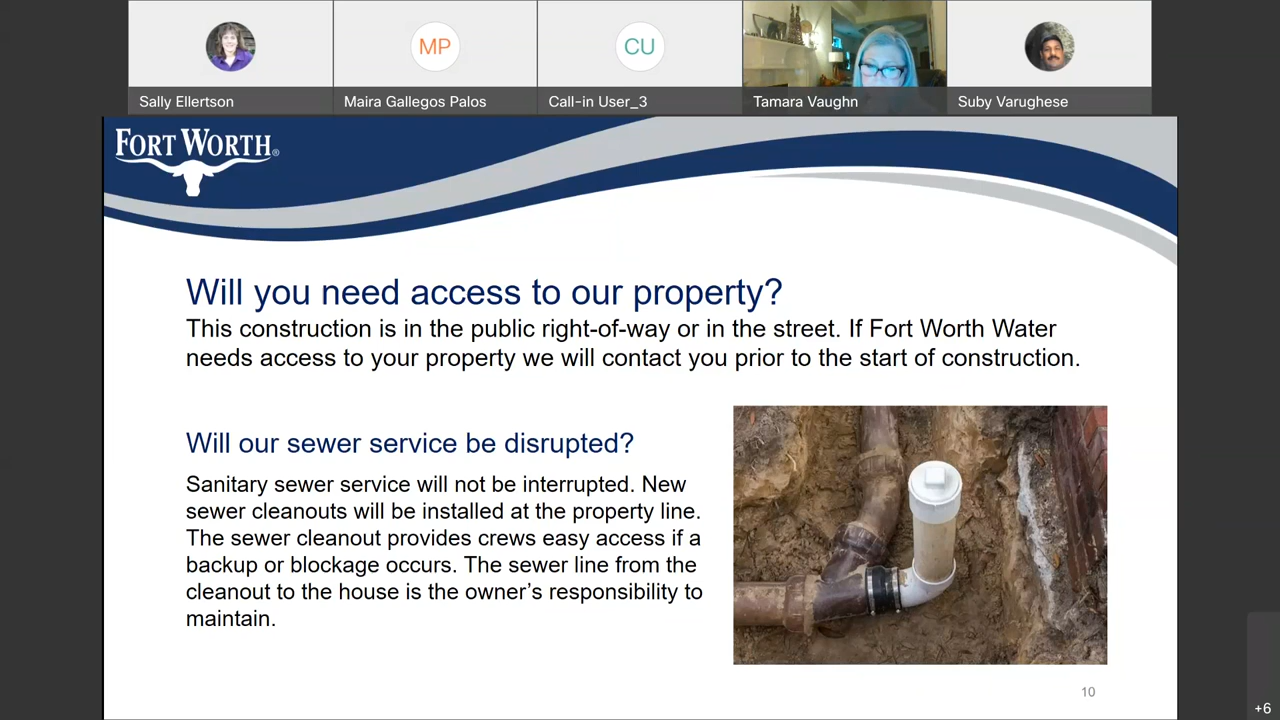 MP
CU
Sally Ellertson
Maira Gallegos Palos
Call-in User_3
Tamara Vaughn
Suby Varughese
FORT WORTH®
Will you need access to our property?
This construction is in the public right-of-way or in the street. If Fort Worth Water
needs access to your property we will contact you prior to the start of construction.
Will our sewer service be disrupted?
Sanitary sewer service will not be interrupted. New
sewer cleanouts will be installed at the property line.
The sewer cleanout provides crews easy access if a
backup or blockage occurs. The sewer line from the
cleanout to the house is the owner’s responsibility to
maintain.
10
+6